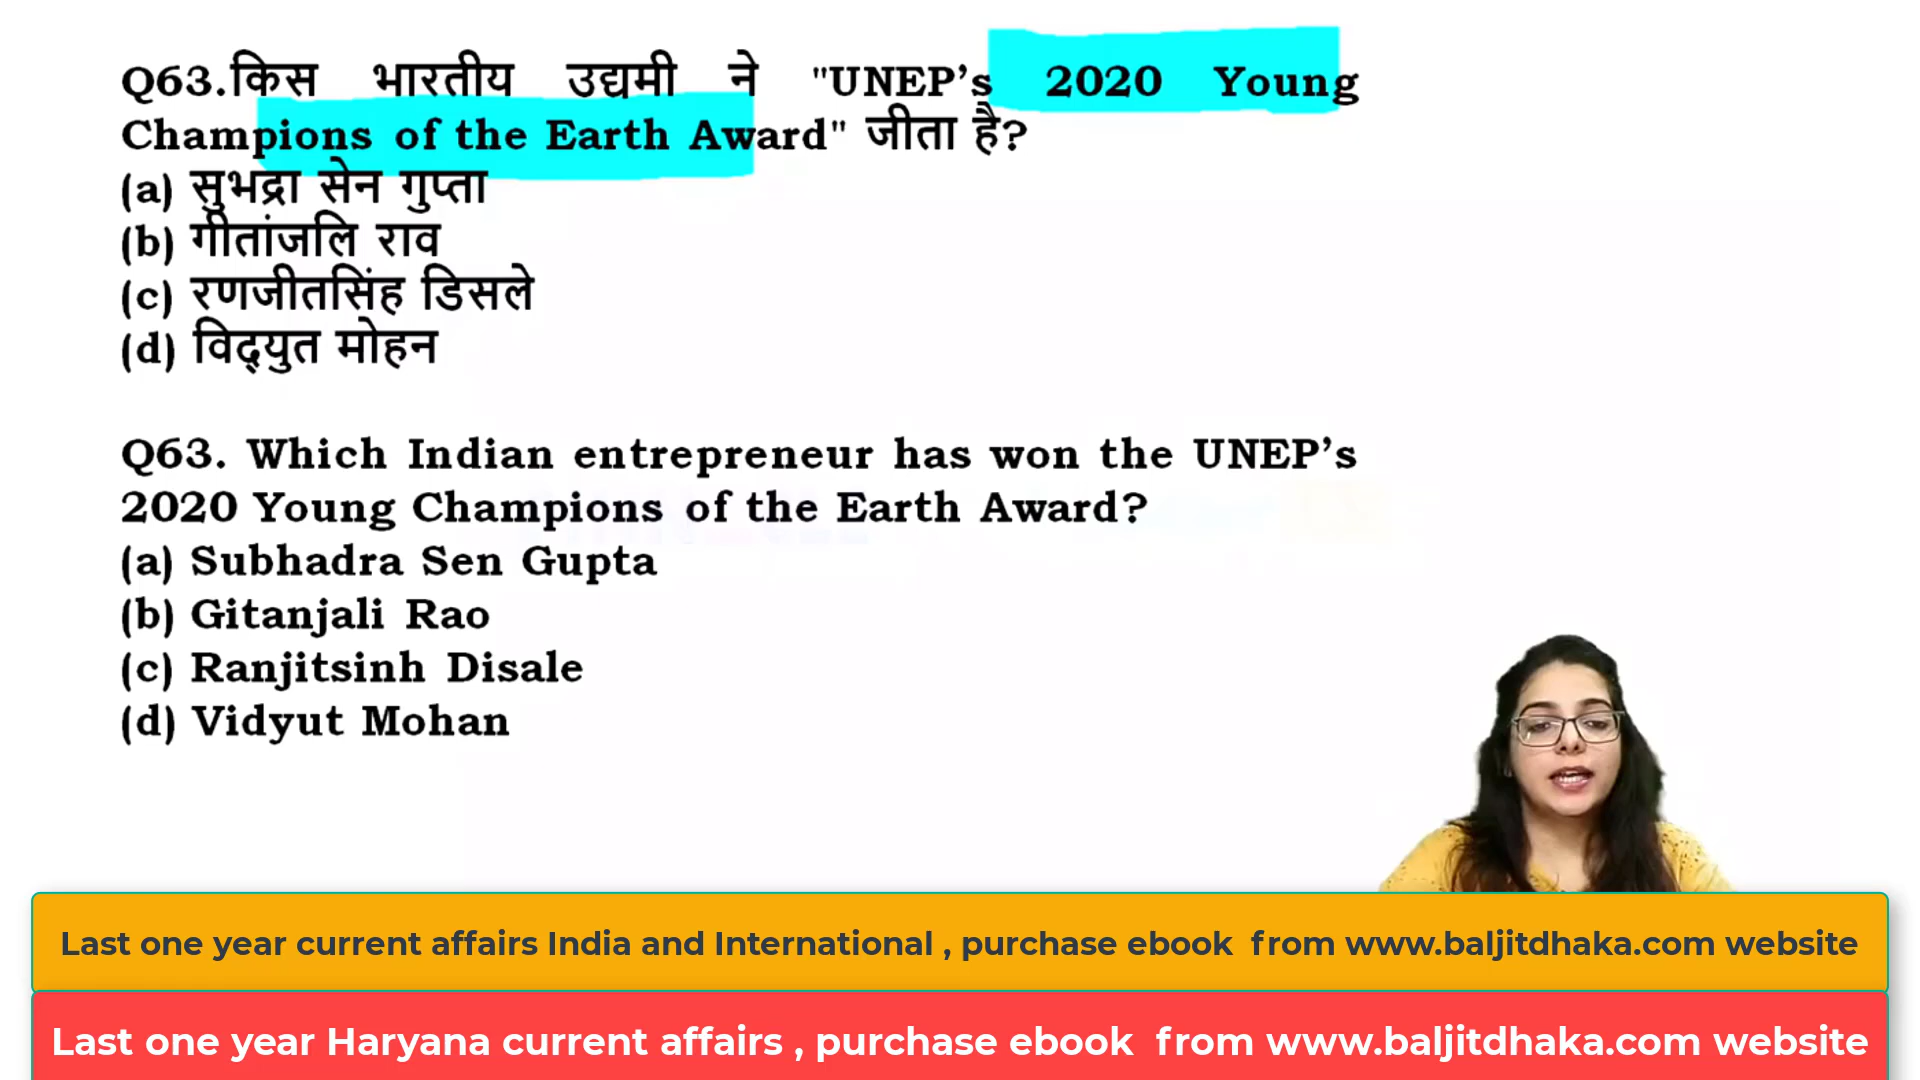 Q63.किस भारतीय उद्यमी ने "UNEP’s 2020 Young
Champions of the Earth Award" जीता है?
(a) सुभद्रा सेन गुप्ता
(b) गीतांजलि राव
(c) रणजीतसिंह डिसले
(d) विद्युत मोहन
Q63. Which Indian entrepreneur has won the UNEP’s
2020 Young Champions of the Earth Award?
(a) Subhadra Sen Gupta
(b) Gitanjali Rao
(c) Ranjitsinh Disale
(d) Vidyut Mohan
Last one year current affairs India and International , purchase ebook from www.baljitdhaka.com website
Last one year Haryana current affairs , purchase ebook from www.baljitdhaka.com website